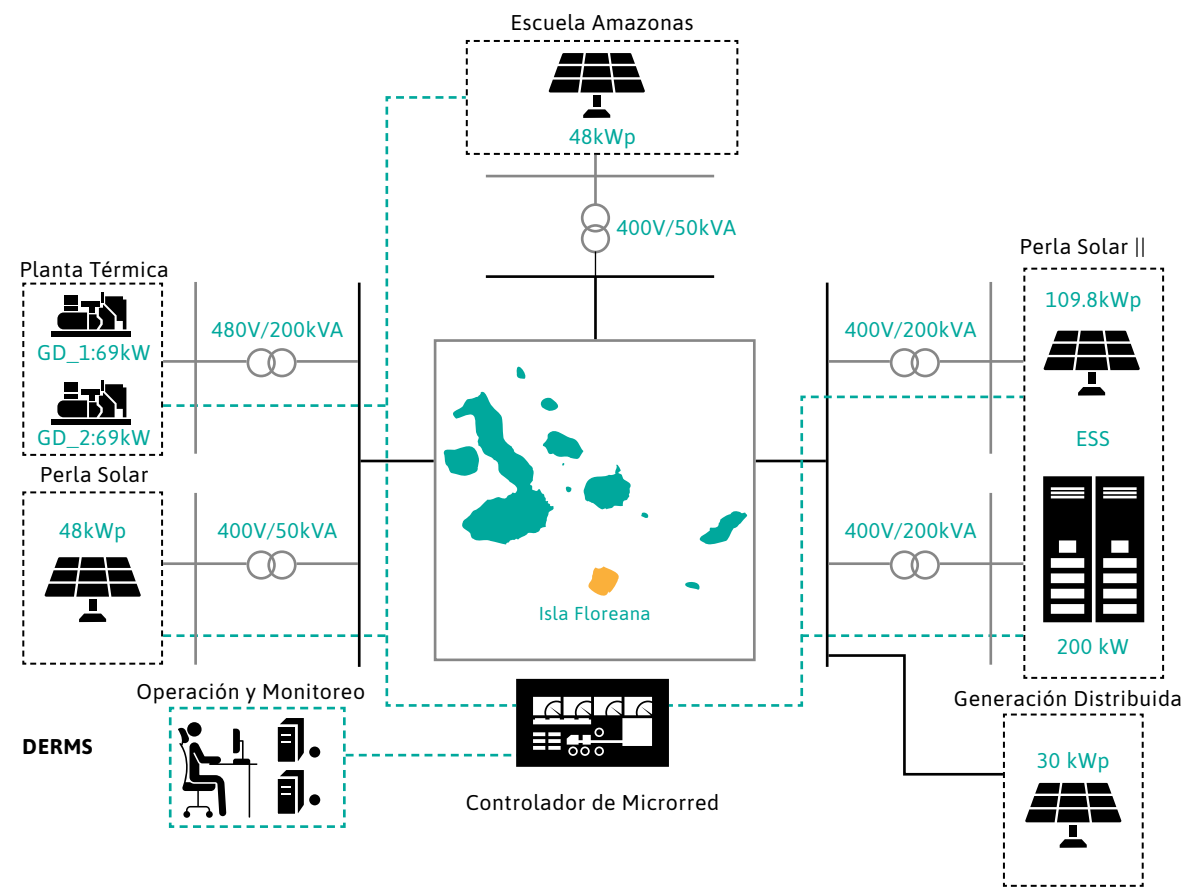 Escuela Amazonas
48kWp
400V/50kVA
Planta Térmica
GD_1:69kW
GD_2:69kW
480V/200kVA
Perla Solar
48kWp
400V/50kVA
Isla Floreana
Perla Solar ||
109.8kWp
400V/200kVA
ESS
400V/200kVA
200 kW
Generación Distribuida
30 kWp
Operación y Monitoreo
DERMS
Controlador de Microrred